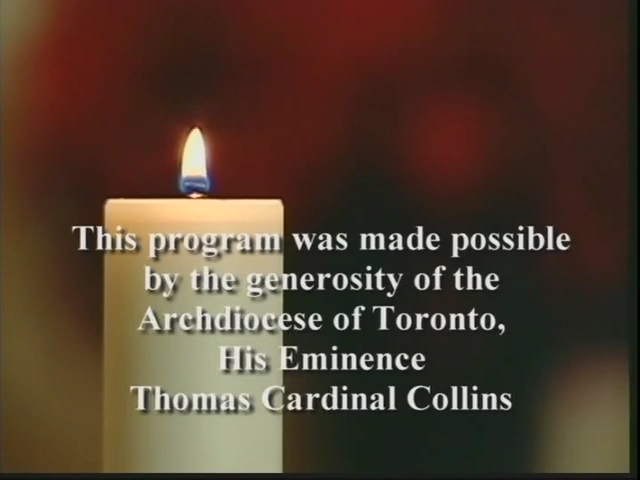 This program was made possible
by the generosity of the
Archdiocese of Toronto,
His Eminence
Thomas Cardinal Collins